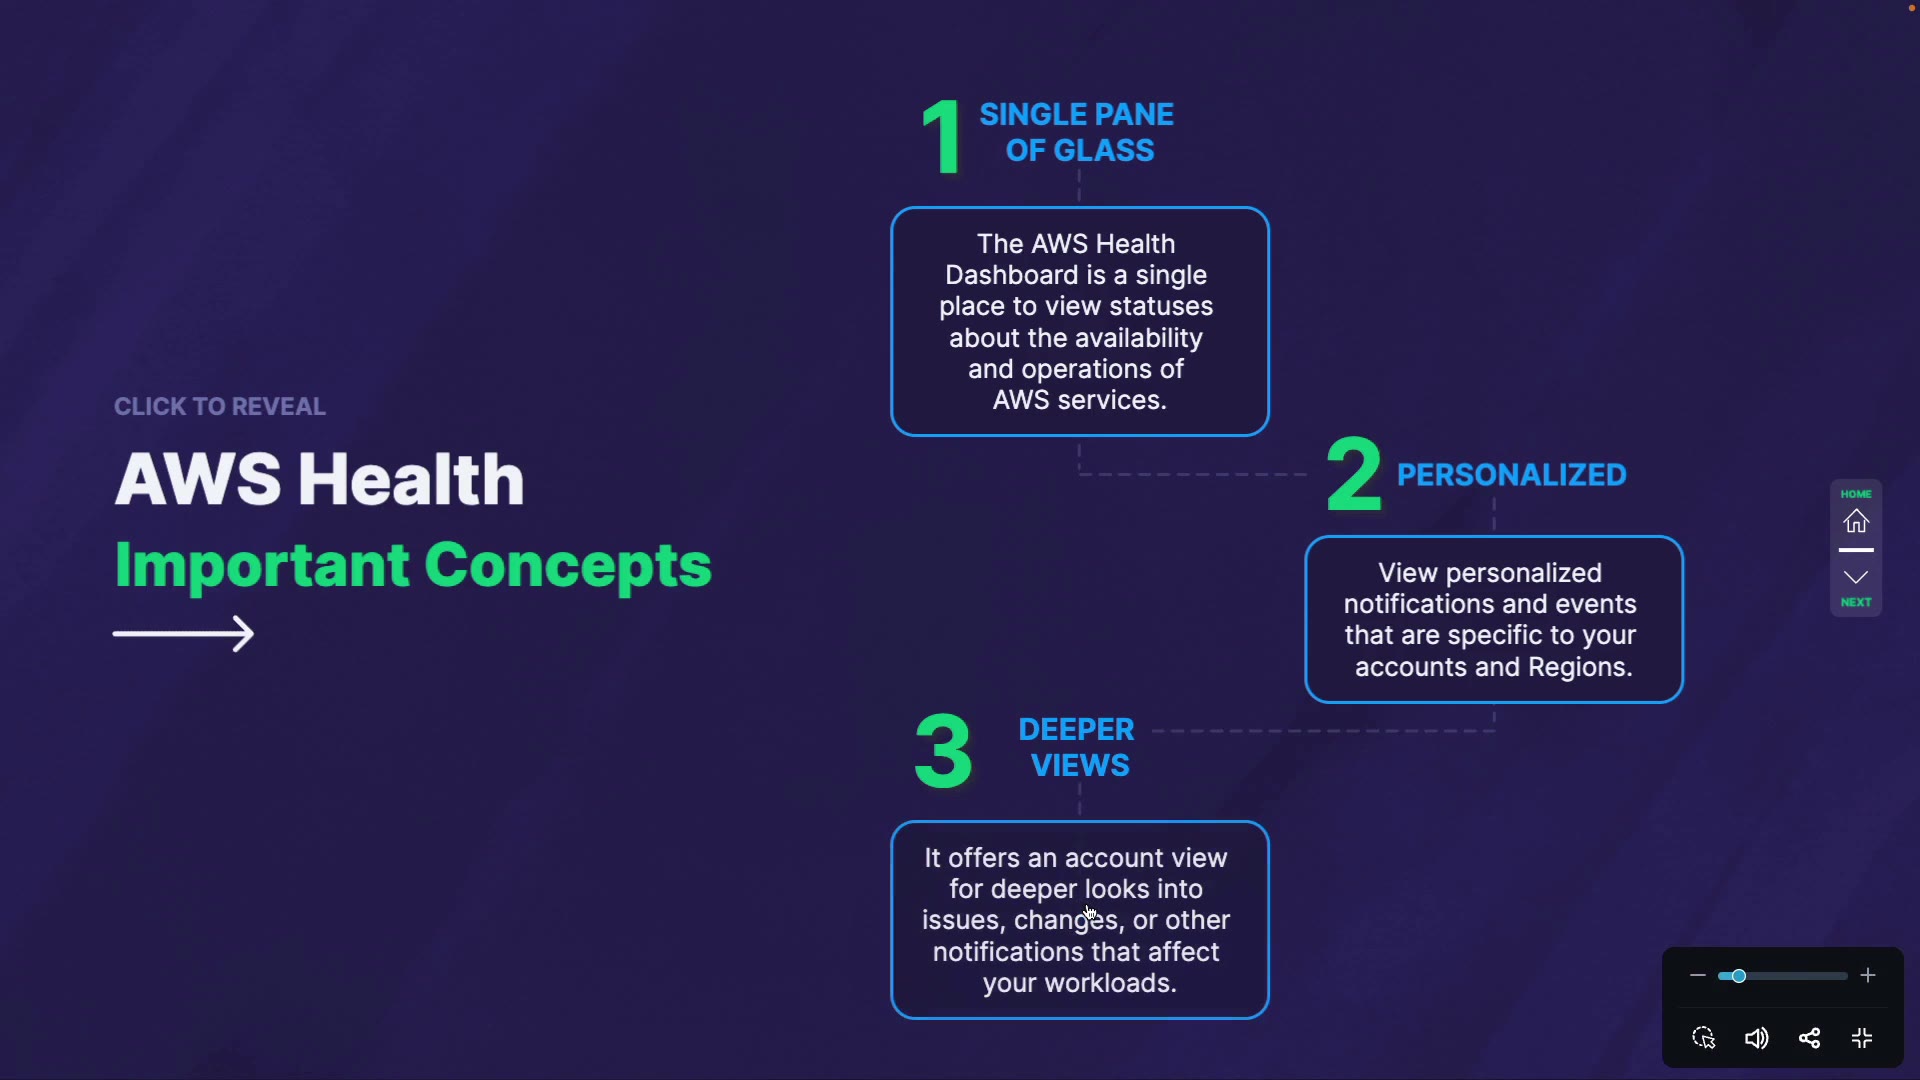 CLICK TO REVEAL
AWS Health
Important Concepts
1
SINGLE PANE
OF GLASS
The AWS Health
Dashboard is a single
place to view statuses
about the availability
and operations of
AWS services.
2
PERSONALIZED
View personalized
notifications and events
that are specific to your
accounts and Regions.
3
DEEPER
VIEWS
It offers an account view
for deeper looks into
issues, changes, or other
notifications that affect
your workloads.
HOME
NEXT